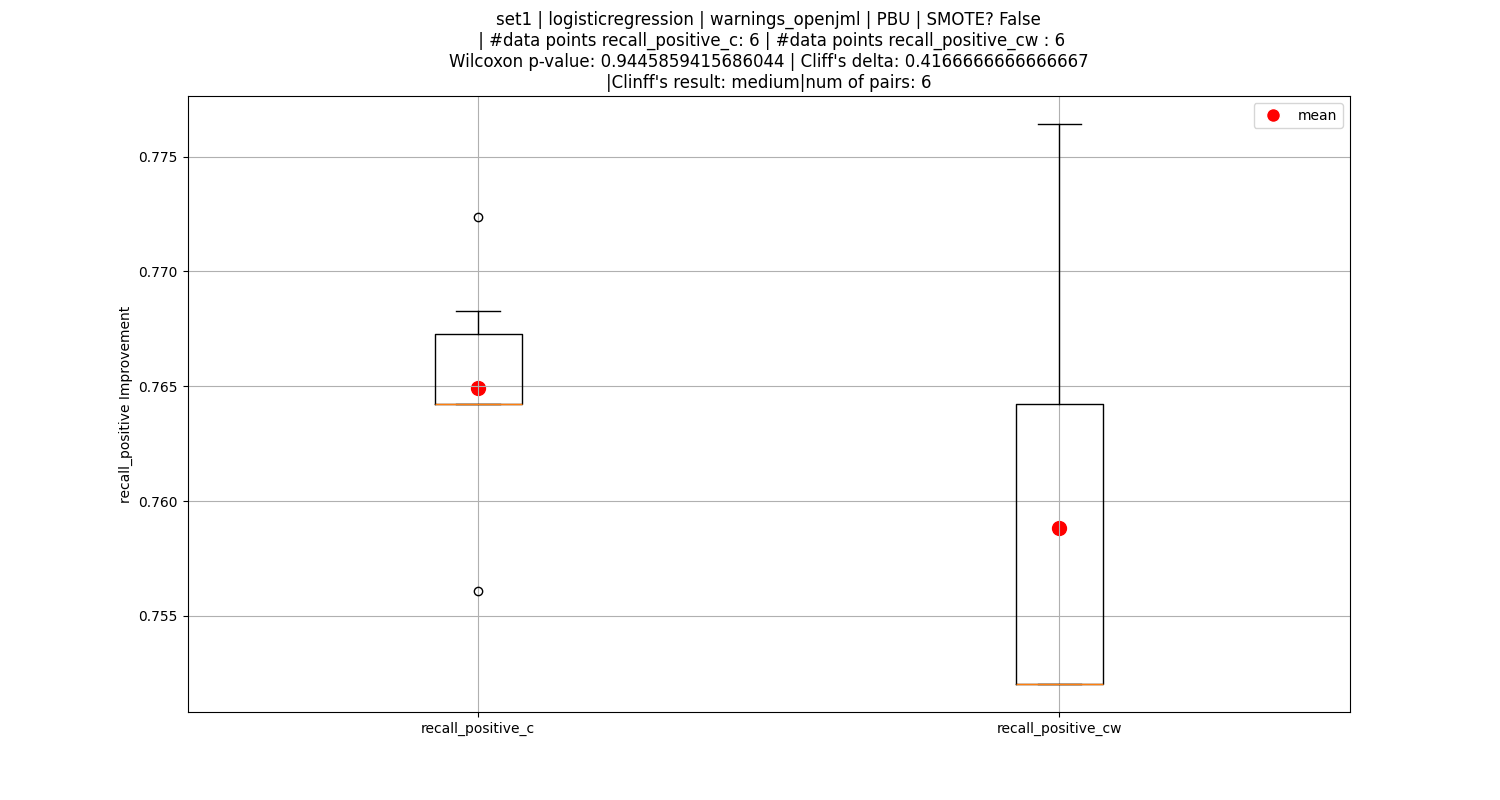 set1 | logisticregression | warnings_openjml | PBU | SMOTE? False
| #data points recall_positive_c: 6 | #data points recall_positive_cw : 6
Wilcoxon p-value: 0.9445859415686044 | Cliff's delta: 0.4166666666666667
|Clinff's result: medium|num of pairs: 6
mean
0.775
0.770
0.765
0.760
0.755
recall_positive Improvement
recall_positive_c
recall_positive_cw